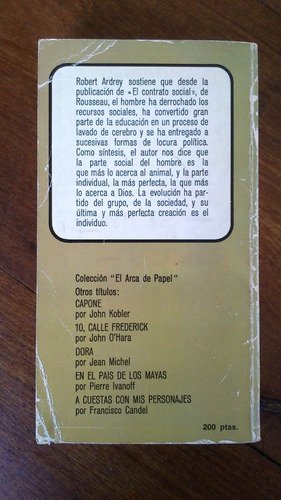 Robert Ardrey sostiene que desde la
publicación de «El contrato social», de
Rousseau, el hombre ha derrochado los
recursos sociales, ha convertido gran
parte de la educación en un proceso de
lavado de cerebro y se ha entregado a
sucesivas formas de locura política.
Como síntesis, el autor nos dice que
la parte social del hombre es la
que más lo acerca al animal, y la parte
individual, la más perfecta, la que más
lo acerca a Dios. La evolución ha par-
tido del grupo, de la sociedad, y su
última y más perfecta creación es el
individuo.
Colección "El Arca de Papel"
Otros títulos:
CAPONE
por John Kobler
10, CALLE FREDERICK
por John O'Hara
DORA
por Jean Michel
EN EL PAIS DE LOS MAYAS
por Pierre Ivanoff
A CUESTAS CON MIS PERSONAJES
por Francisco Candel
200 ptas.